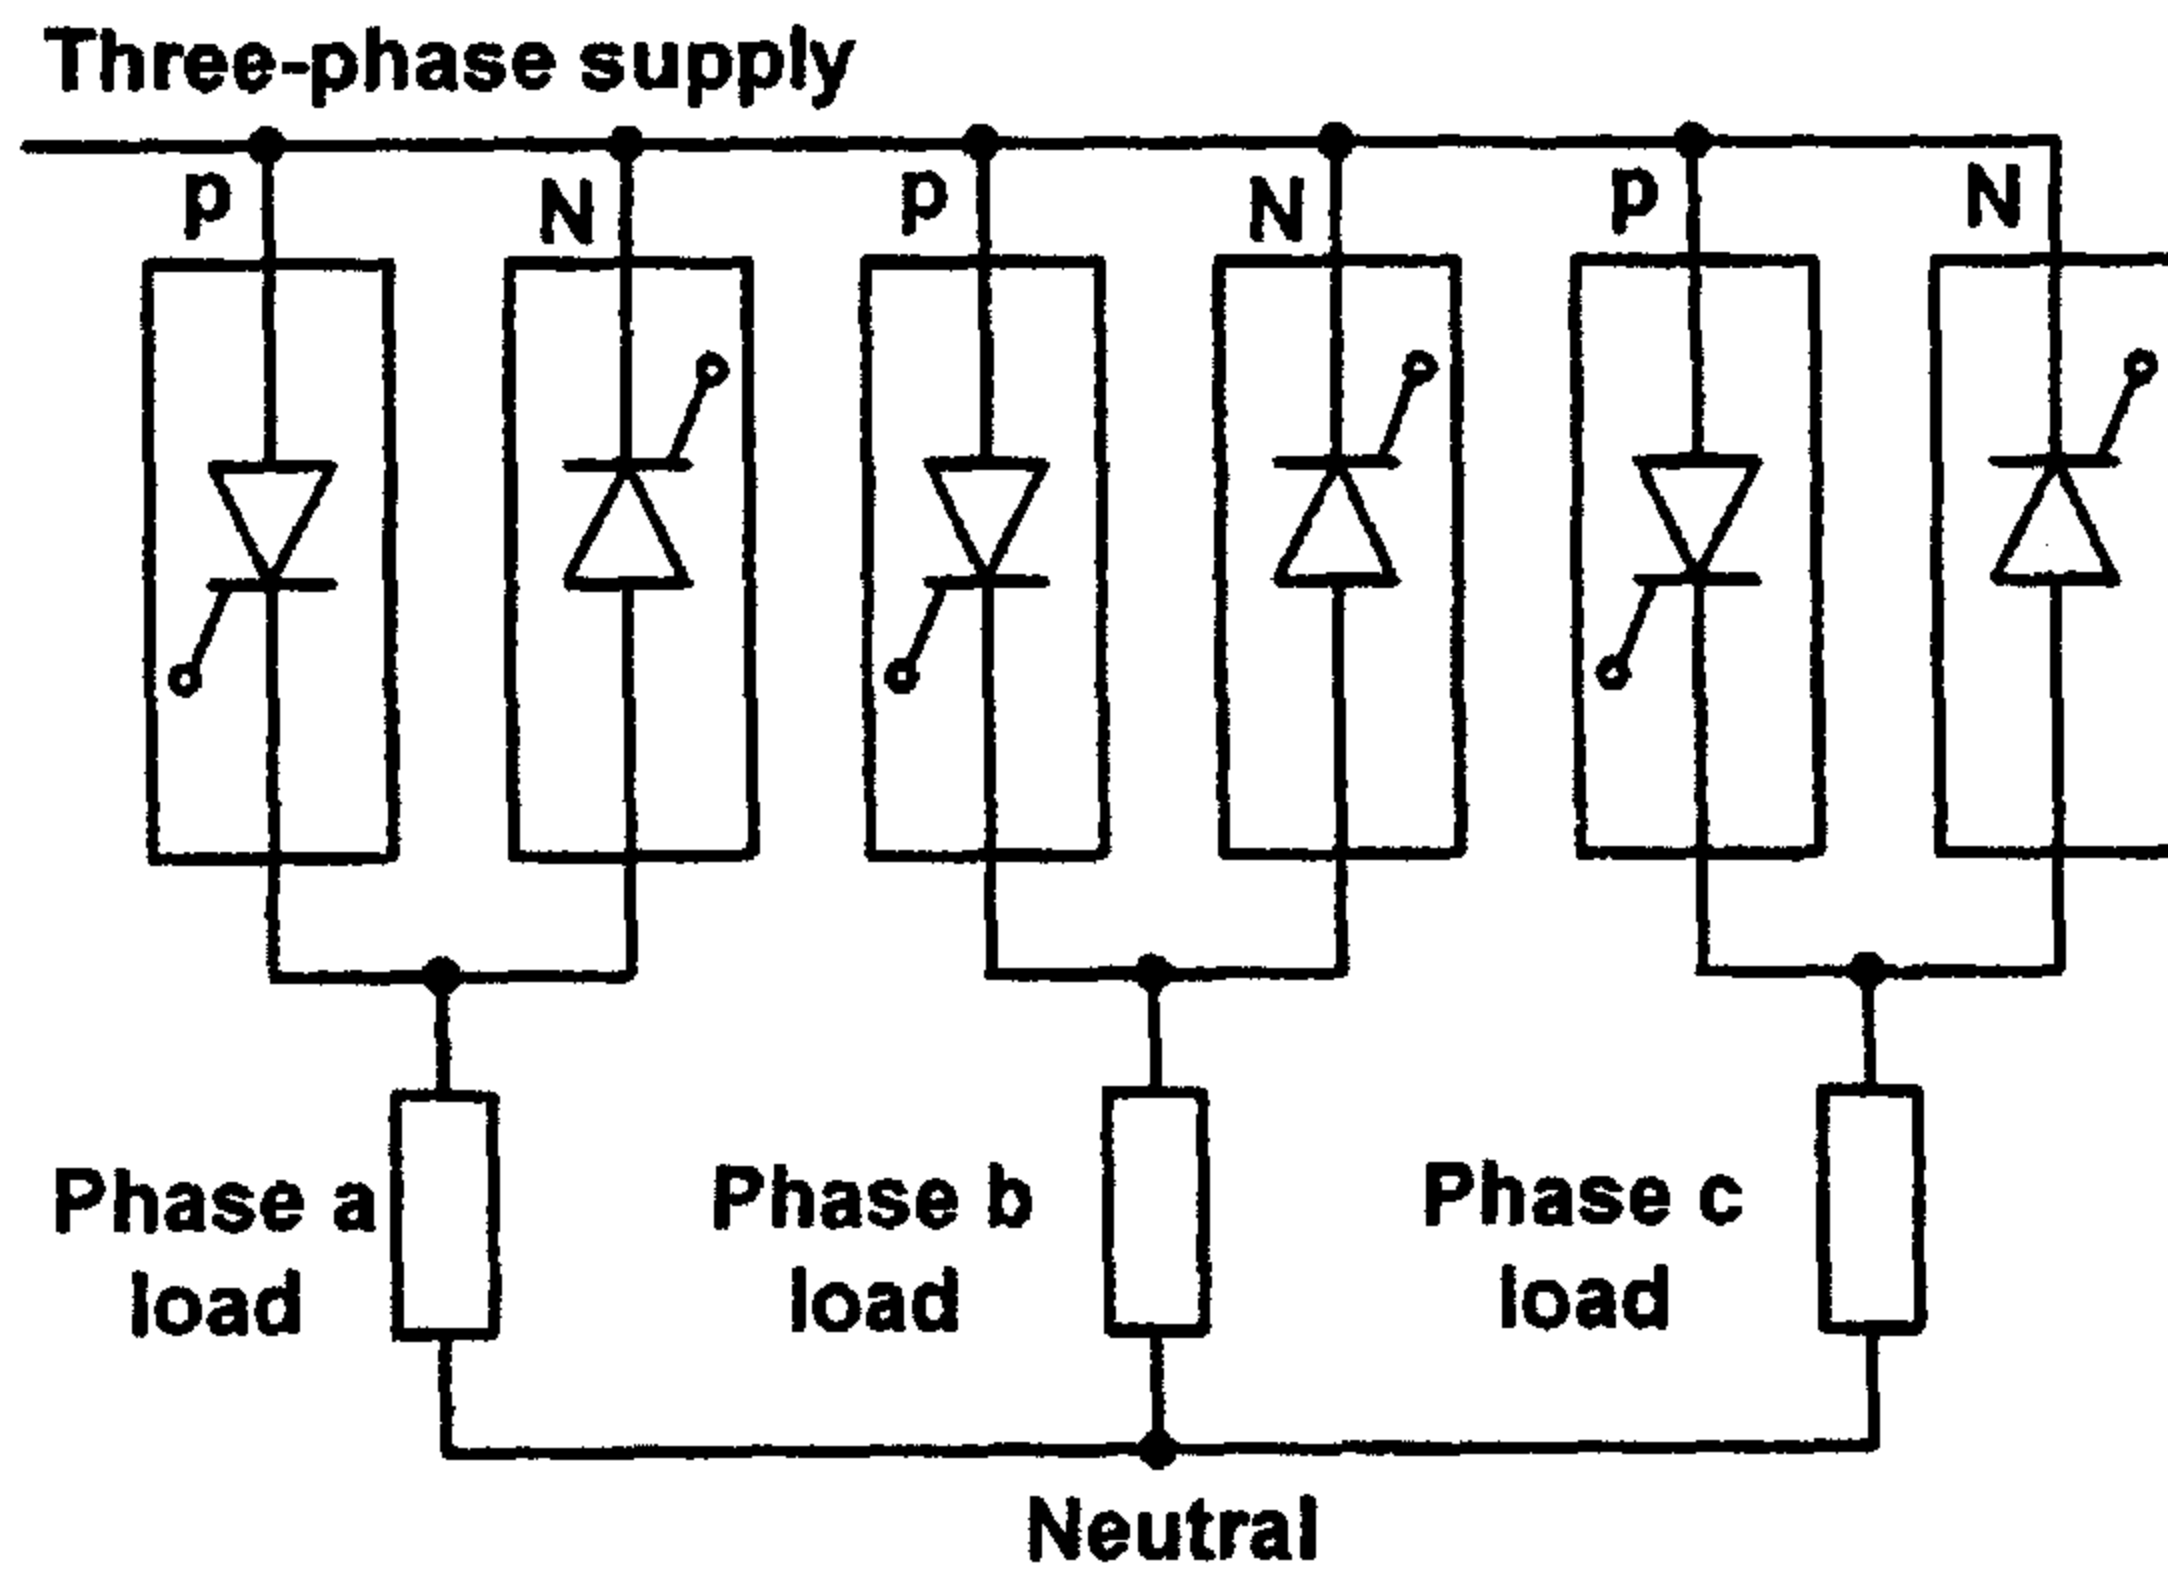 Three-phase supply
P N P N P N
Phase a
load
Phase b
load
Phase c
load
Neutral